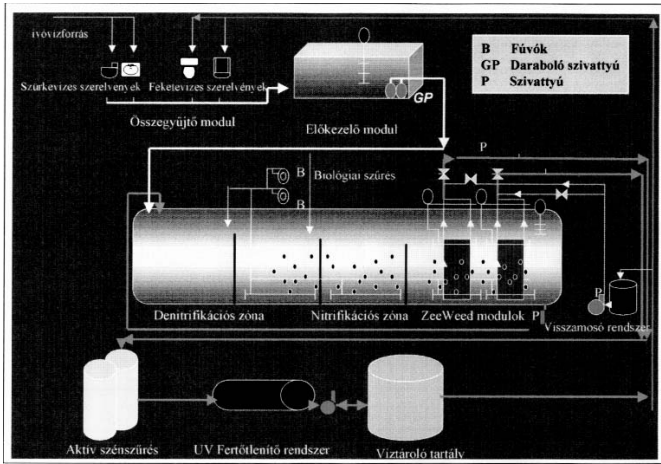 ivóvízforrás
B Fúvók
GP Daraboló szivattyú
P Szivattyú
Szürkevizes szerelvények
Feketevizes szerelvények
GP
Összegyűjtő modul
Előkezelő modul
P
B
Biológiai szűrés
B
P
Denitrifikációs zóna
Nitrifikációs zóna
ZeeWeed modulok
P
Visszamosó rendszer
Aktív szénszűrés
UV Fertőtlenítő rendszer
Víztároló tartály